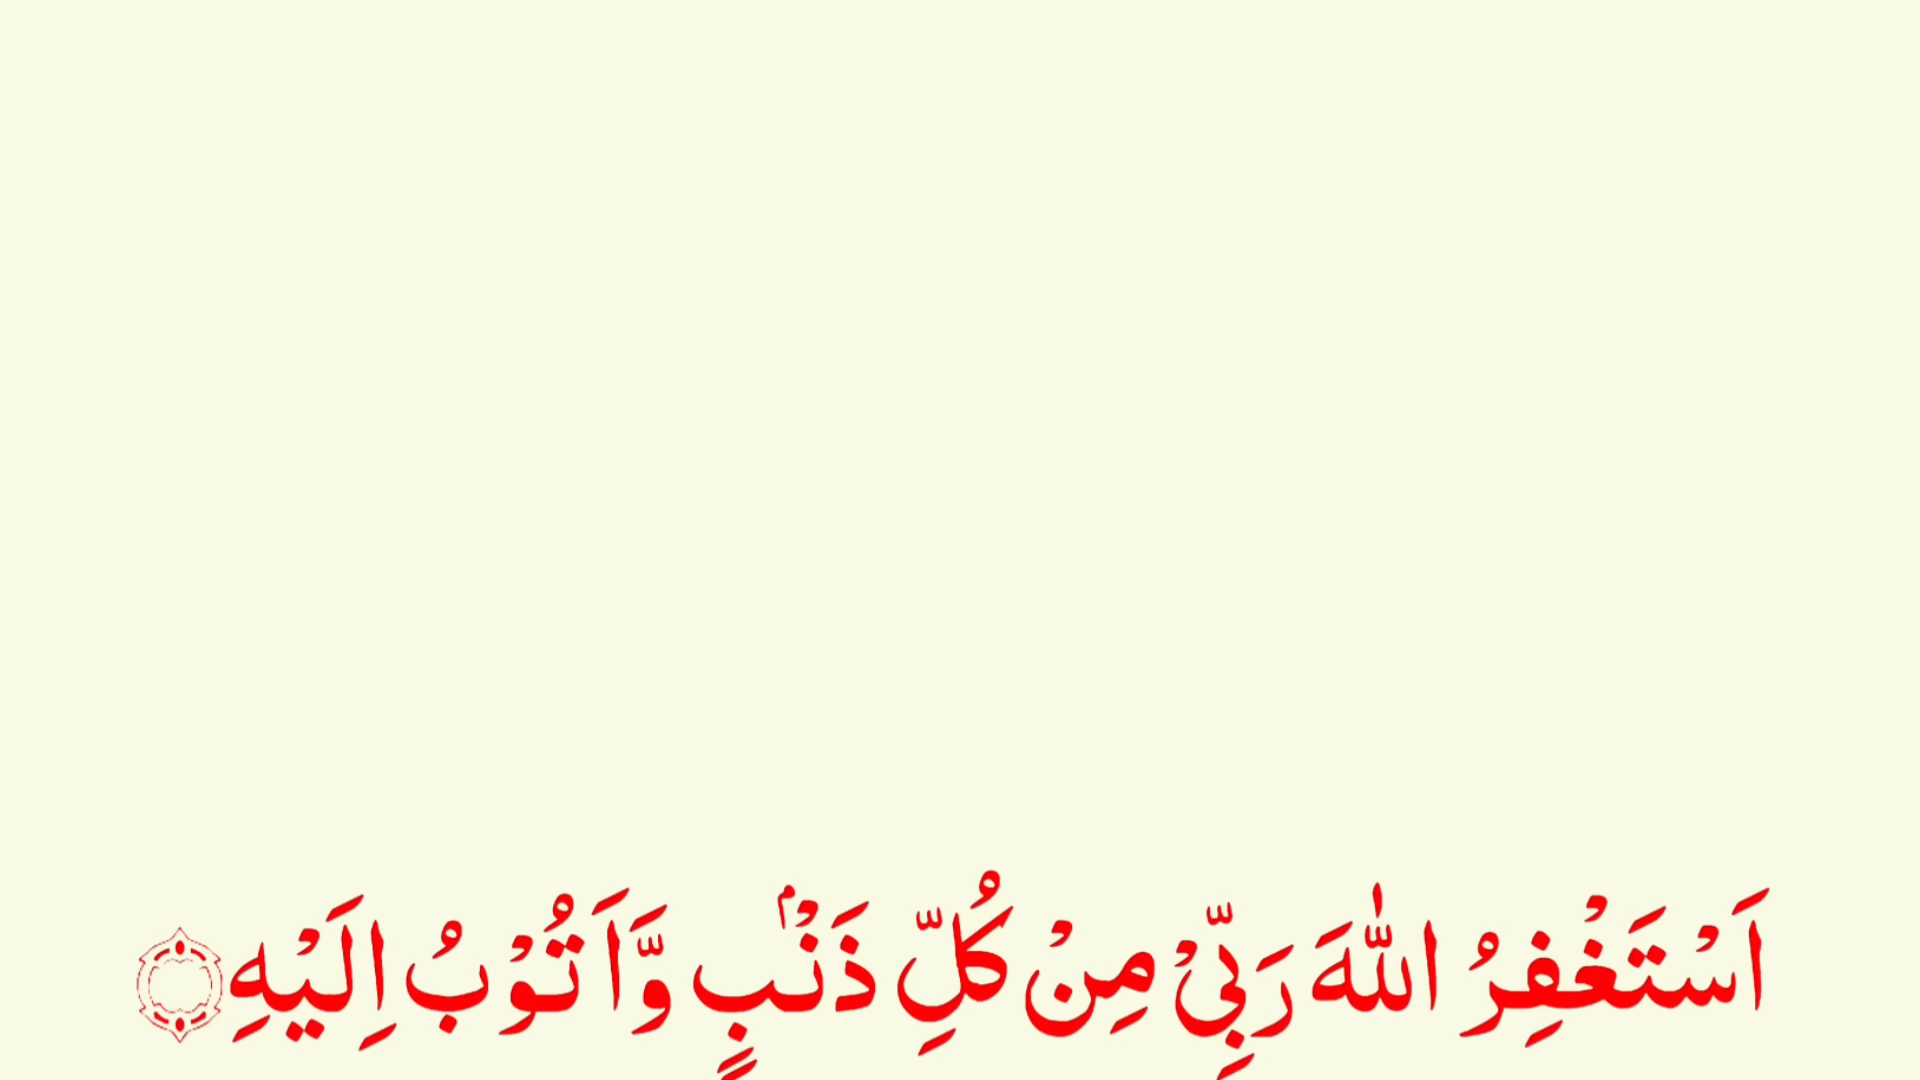 اَسْتَغْفِرُ اللّٰهَ رَبِّيْ مِنْ كُلِّ ذَنْۢبٍ وَّاَتُوْبُ اِلَيْهِ ۝